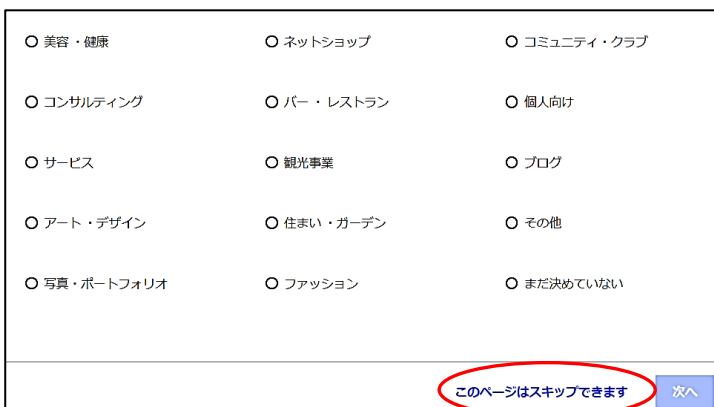 美容・健康
ネットショップ
コミュニティ・クラブ
コンサルティング
バー・レストラン
個人向け
サービス
観光事業
ブログ
アート・デザイン
住まい・ガーデン
その他
写真・ポートフォリオ
ファッション
まだ決めていない
このページはスキップできます
次へ